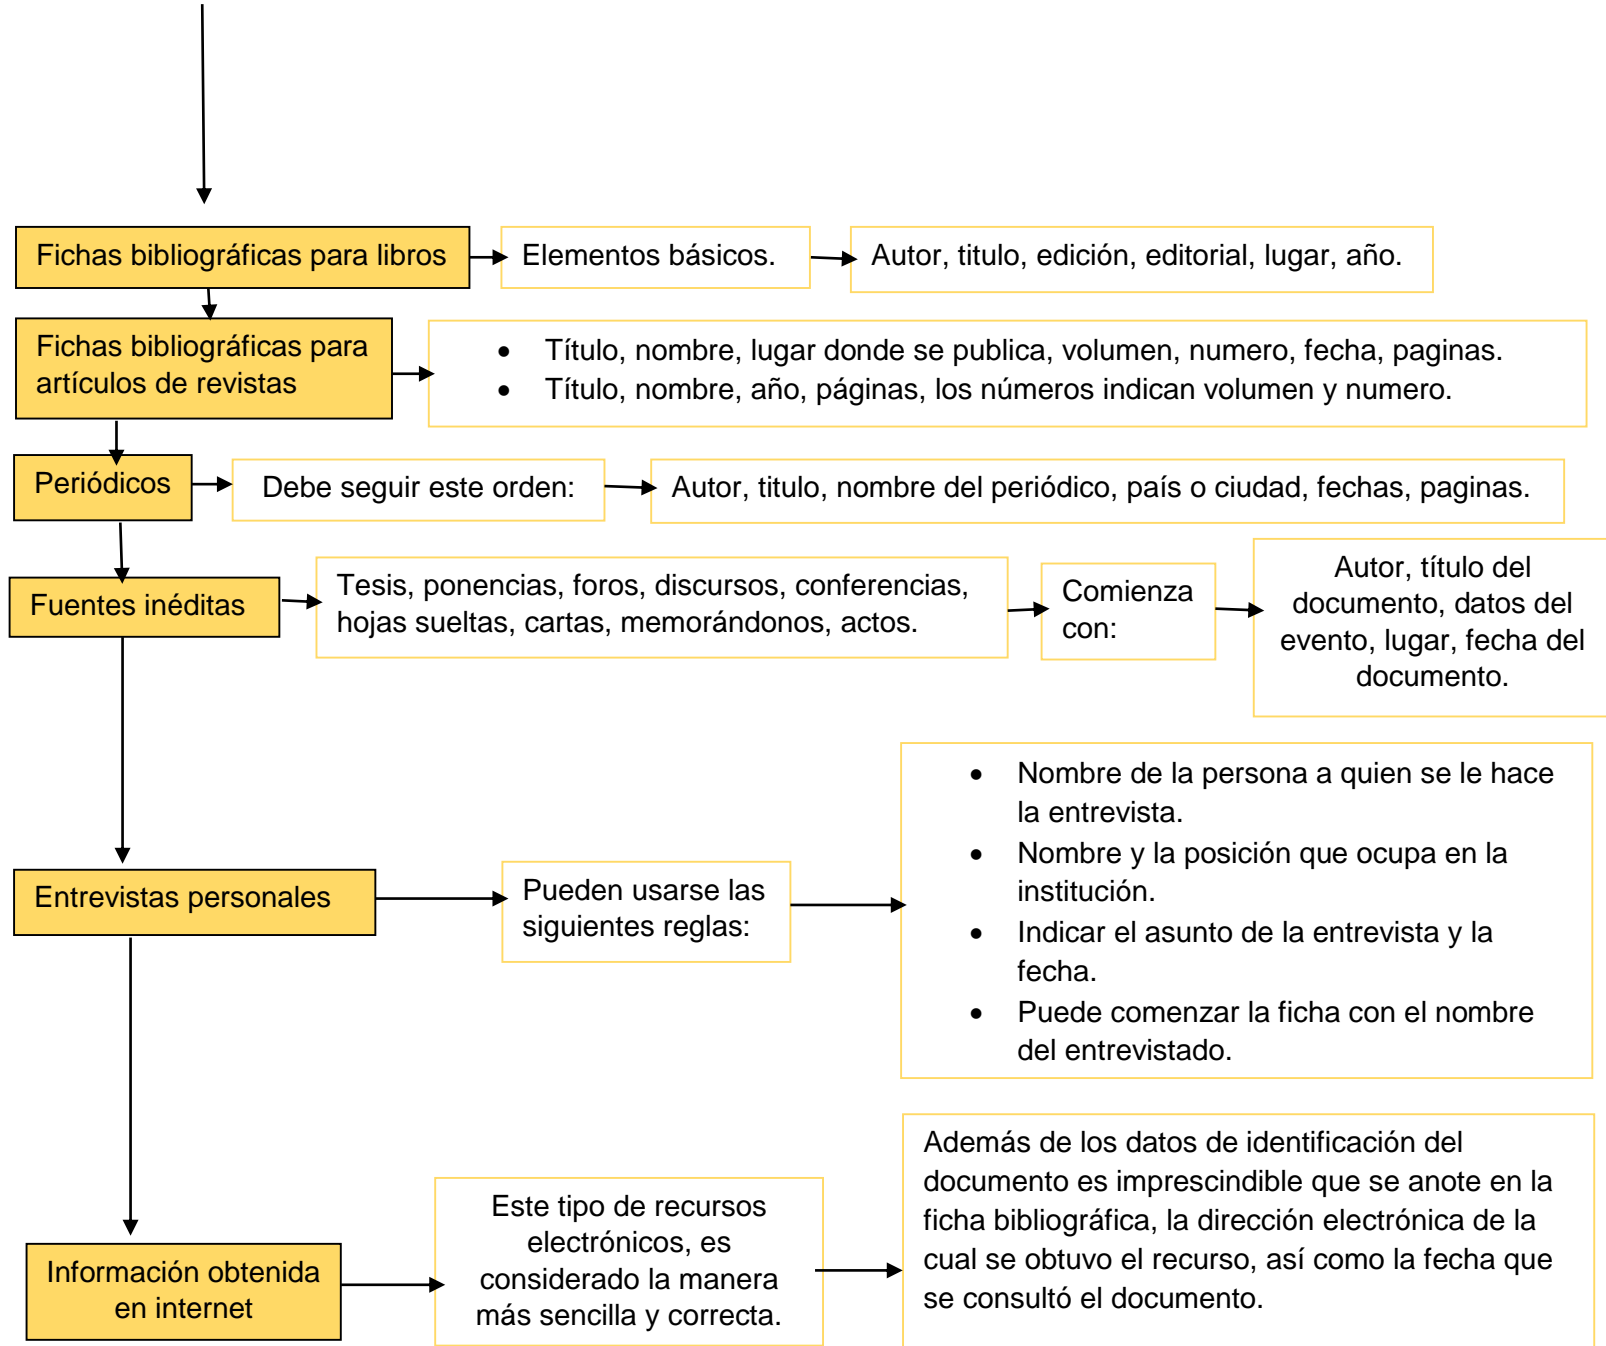 Fichas bibliográficas para libros
Elementos básicos.
Autor, titulo, edición, editorial, lugar, año.
Fichas bibliográficas para
artículos de revistas
• Título, nombre, lugar donde se publica, volumen, numero, fecha, paginas.
• Título, nombre, año, páginas, los números indican volumen y numero.
Periódicos
Debe seguir este orden:
Autor, titulo, nombre del periódico, país o ciudad, fechas, paginas.
Fuentes inéditas
Tesis, ponencias, foros, discursos, conferencias,
hojas sueltas, cartas, memorándonos, actos.
Comienza
con:
Autor, título del
documento, datos del
evento, lugar, fecha del
documento.
Entrevistas personales
Pueden usarse las
siguientes reglas:
• Nombre de la persona a quien se le hace
la entrevista.
• Nombre y la posición que ocupa en la
institución.
• Indicar el asunto de la entrevista y la
fecha.
• Puede comenzar la ficha con el nombre
del entrevistado.
Información obtenida
en internet
Este tipo de recursos
electrónicos, es
considerado la manera
más sencilla y correcta.
Además de los datos de identificación del
documento es imprescindible que se anote en la
ficha bibliográfica, la dirección electrónica de la
cual se obtuvo el recurso, así como la fecha que
se consultó el documento.